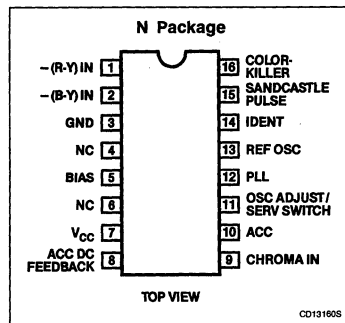 N Package
–(R-Y) IN 1
16 COLOR-
KILLER
–(B-Y) IN 2
15 SANDCASTLE
PULSE
GND 3
14 IDENT
NC 4
13 REF OSC
BIAS 5
12 PLL
NC 6
11 OSC ADJUST/
SERV SWITCH
VCC 7
10 ACC
ACC DC
FEEDBACK 8
9 CHROMA IN
TOP VIEW
CD13160S